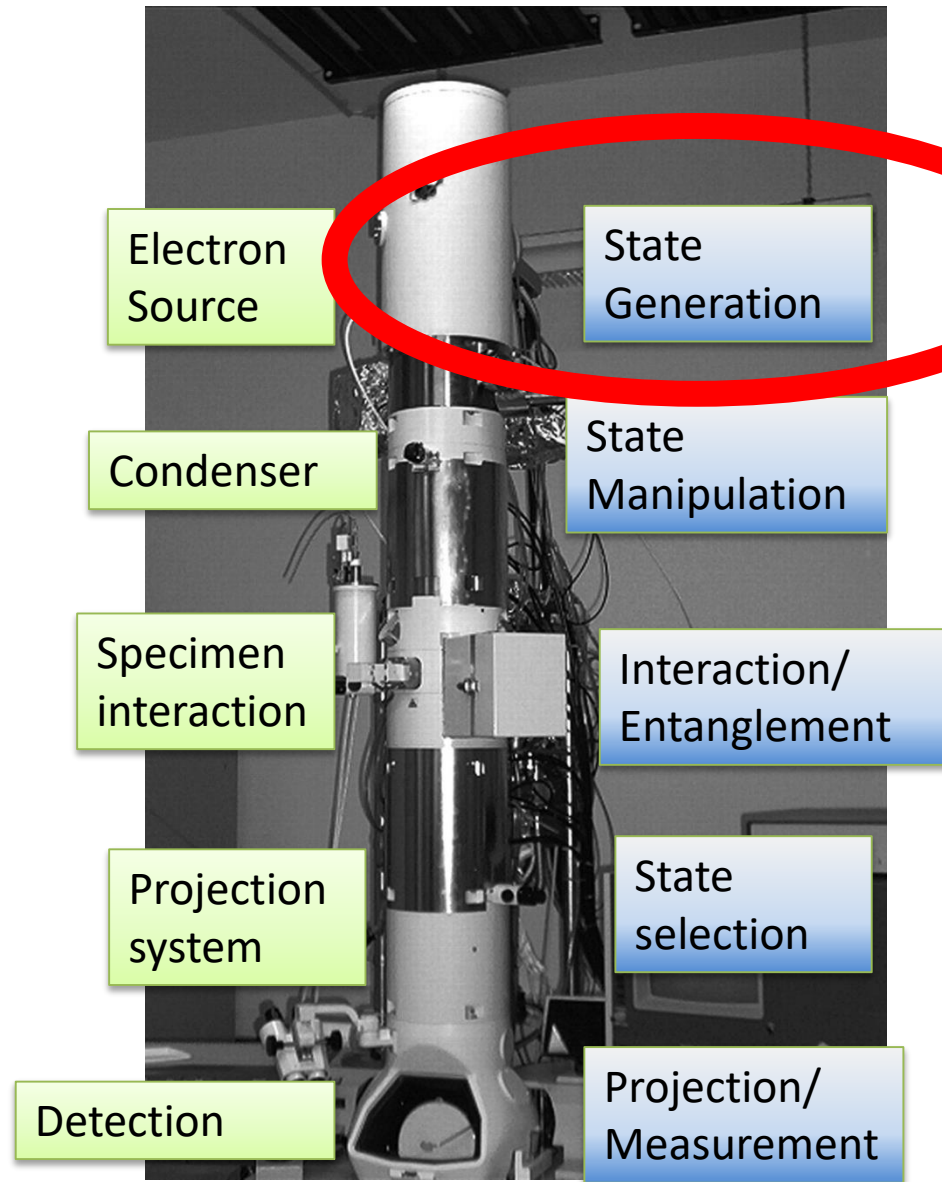 Electron
Source
State
Generation
Condenser
State
Manipulation
Specimen
interaction
Interaction/
Entanglement
Projection
system
State
selection
Detection
Projection/
Measurement